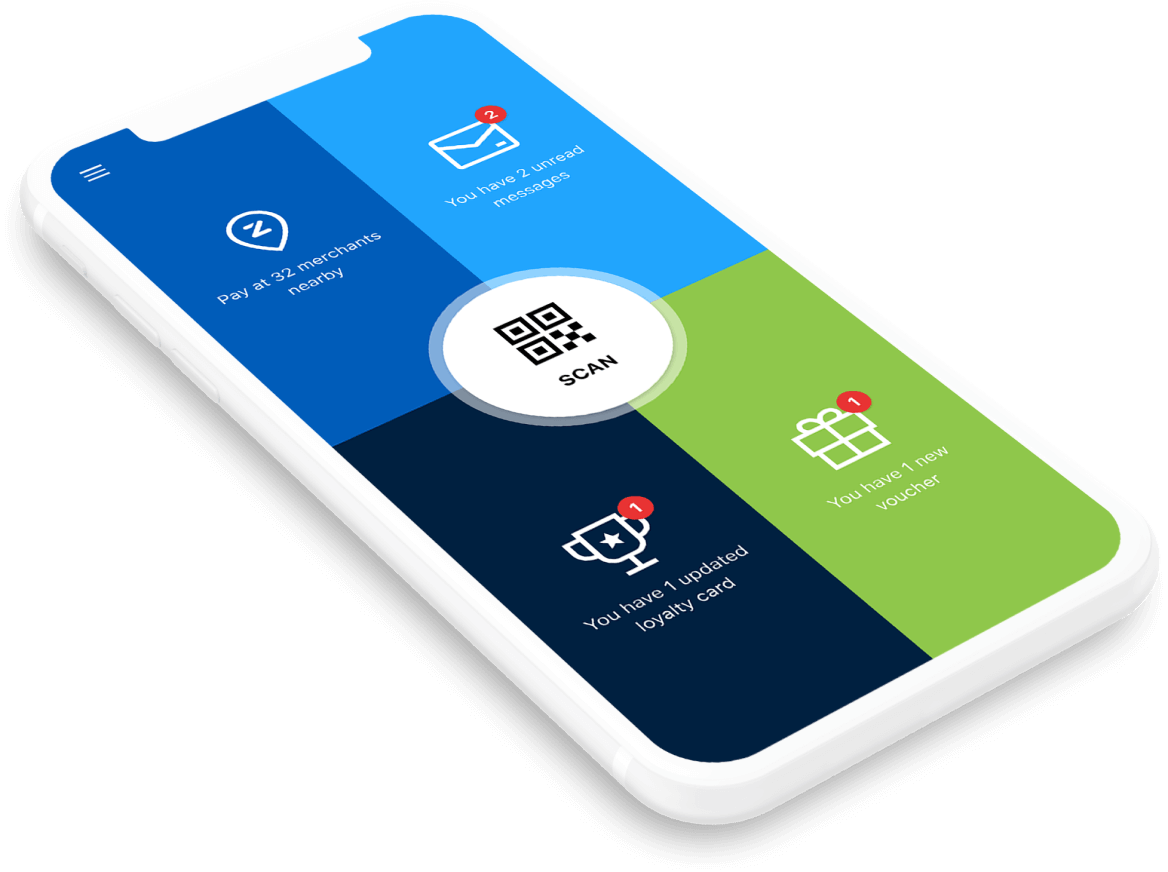 Pay at 32 merchants
nearby
2
You have 2 unread
messages
SCAN
1
You have 1 updated
loyalty card
1
You have 1 new
voucher